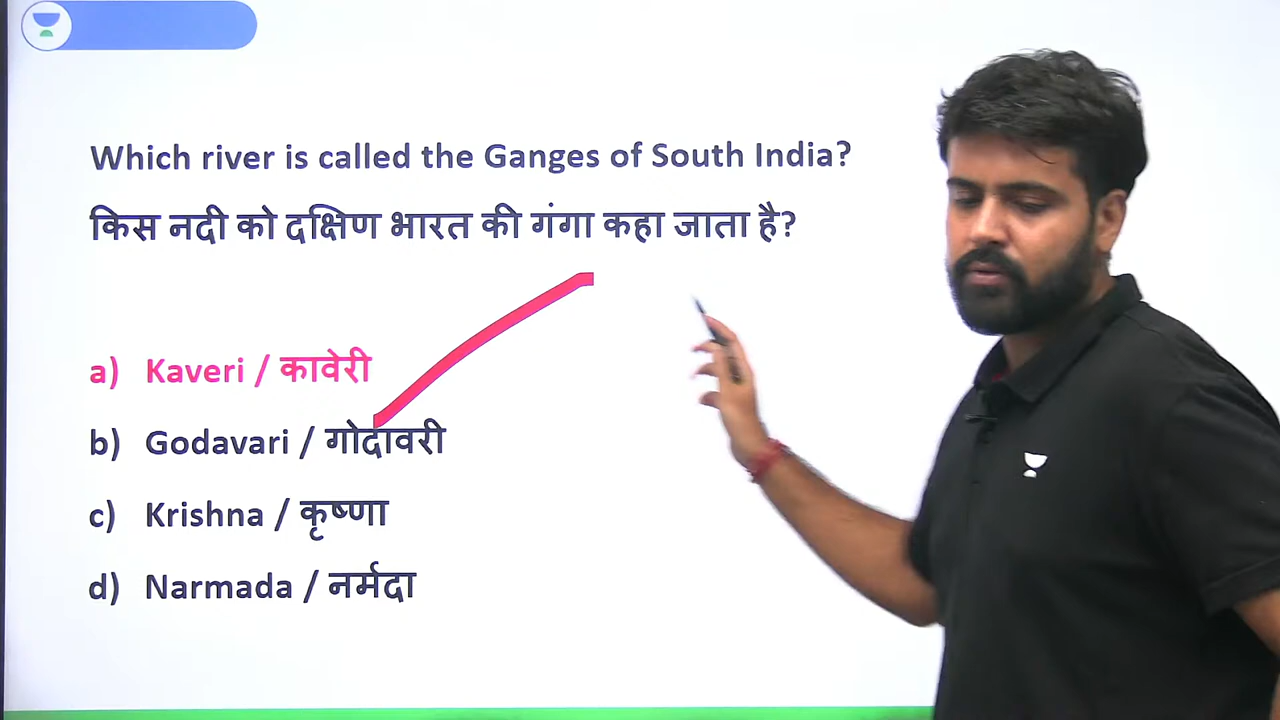 Which river is called the Ganges of South India?
किस नदी को दक्षिण भारत की गंगा कहा जाता है?
a) Kaveri / कावेरी
b) Godavari / गोदावरी
c) Krishna / कृष्णा
d) Narmada / नर्मदा